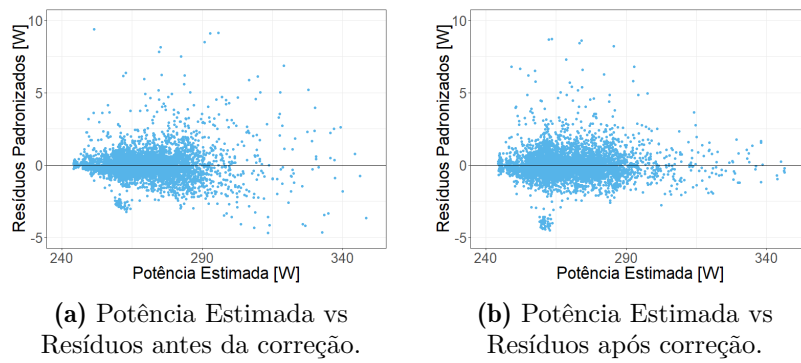 10
5
0
-5
Resíduos Padronizados [W]
240
290
340
Potência Estimada [W]
(a) Potência Estimada vs
Resíduos antes da correção.
10
5
0
-5
Resíduos Padronizados [W]
240
290
340
Potência Estimada [W]
(b) Potência Estimada vs
Resíduos após correção.